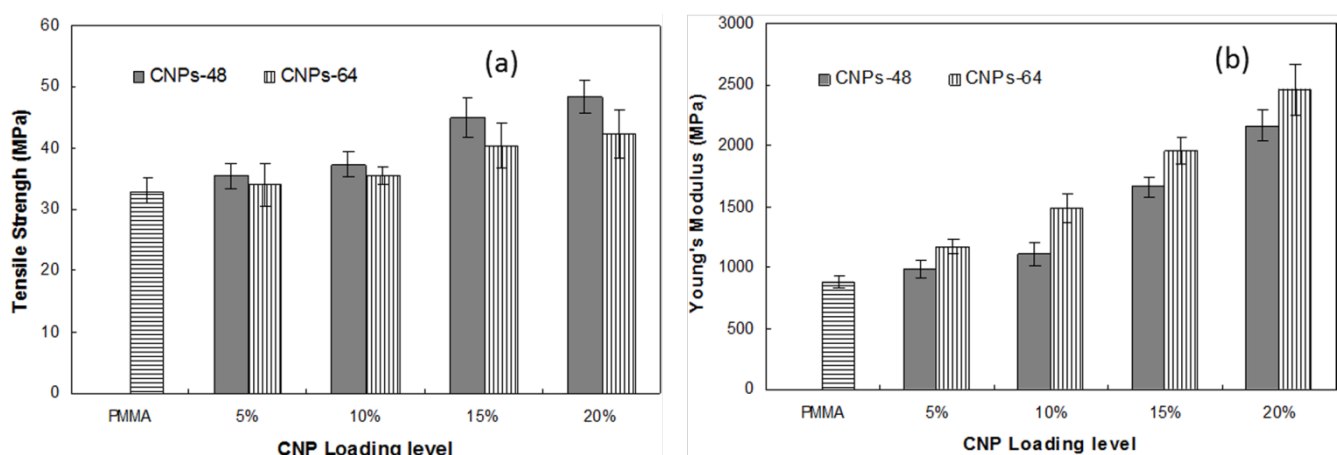 60
50
40
30
20
10
0
Tensile Strengh (MPa)
CNPs-48 CNPs-64
(a)
PMMA 5% 10% 15% 20%
CNP Loading level
3000
2500
2000
1500
1000
500
0
Young's Modulus (MPa)
CNPs-48 CNPs-64
(b)
PMMA 5% 10% 15% 20%
CNP Loading level